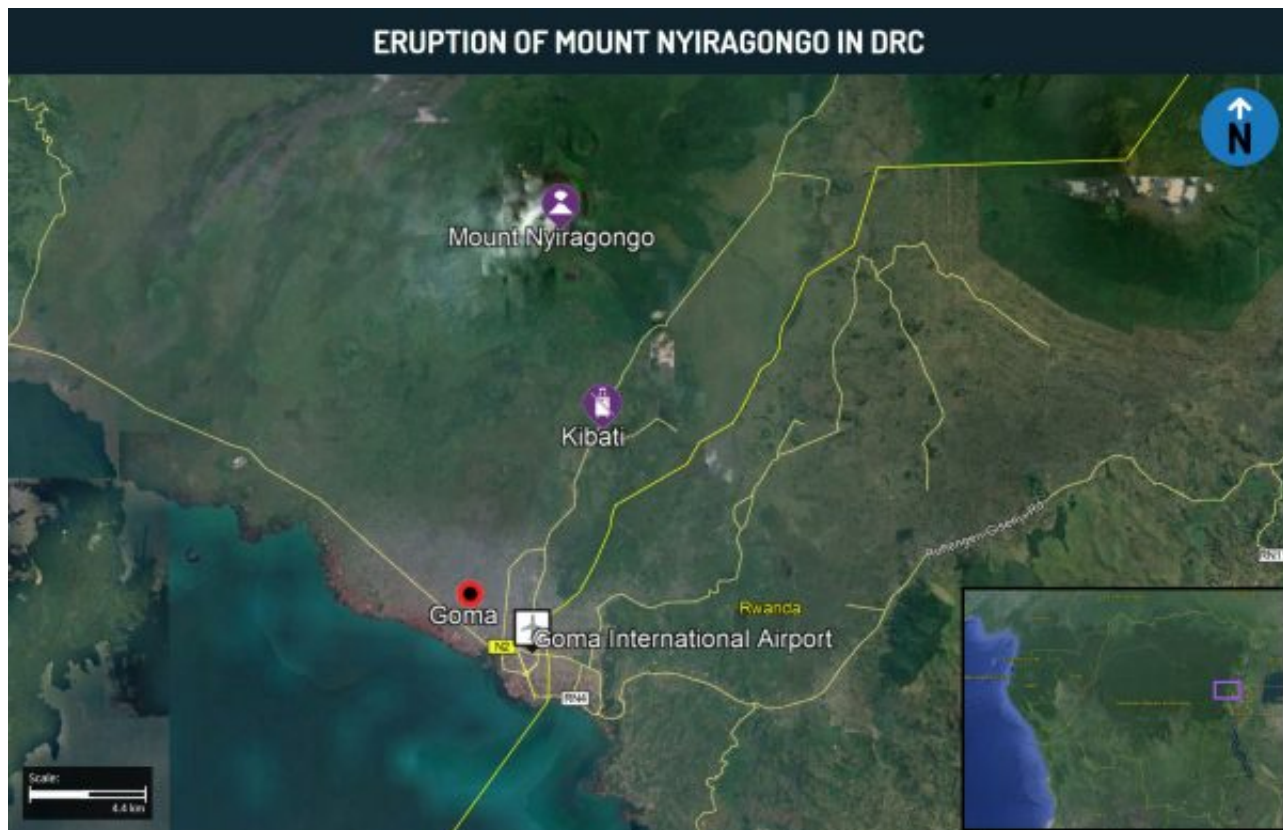 ERUPTION OF MOUNT NYIRAGONGO IN DRC
N
Mount Nyiragongo
Kibati
Goma
Rwanda
Goma International Airport
N2
RN4
Scale:
4.4 km